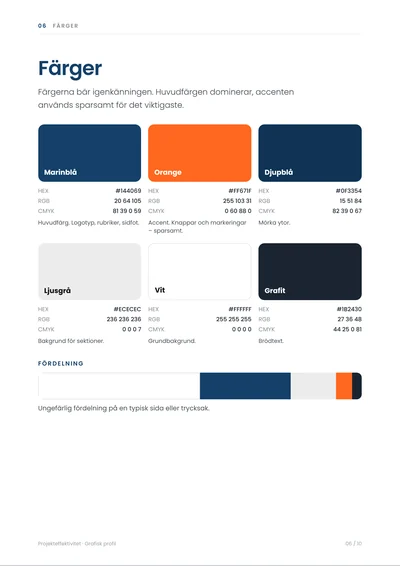 06 FÄRGER
Färger
Färgerna bär igenkänningen. Huvudfärgen dominerar, accenten
används sparsamt för det viktigaste.
Marinblå
HEX #144069
RGB 20 64 105
CMYK 81 39 0 59
Huvudfärg. Logotyp, rubriker, sidfot.
Orange
HEX #FF671F
RGB 255 103 31
CMYK 0 60 88 0
Accent. Knappar och markeringar
– sparsamt.
Djupblå
HEX #0F3354
RGB 15 51 84
CMYK 82 39 0 67
Mörka ytor.
Ljusgrå
HEX #ECECEC
RGB 236 236 236
CMYK 0 0 0 7
Bakgrund för sektioner.
Vit
HEX #FFFFFF
RGB 255 255 255
CMYK 0 0 0 0
Grundbakgrund.
Grafit
HEX #1B2430
RGB 27 36 48
CMYK 44 25 0 81
Brödtext.
FÖRDELNING
Ungefärlig fördelning på en typisk sida eller trycksak.
Projekteffektivitet · Grafisk profil
06 / 10